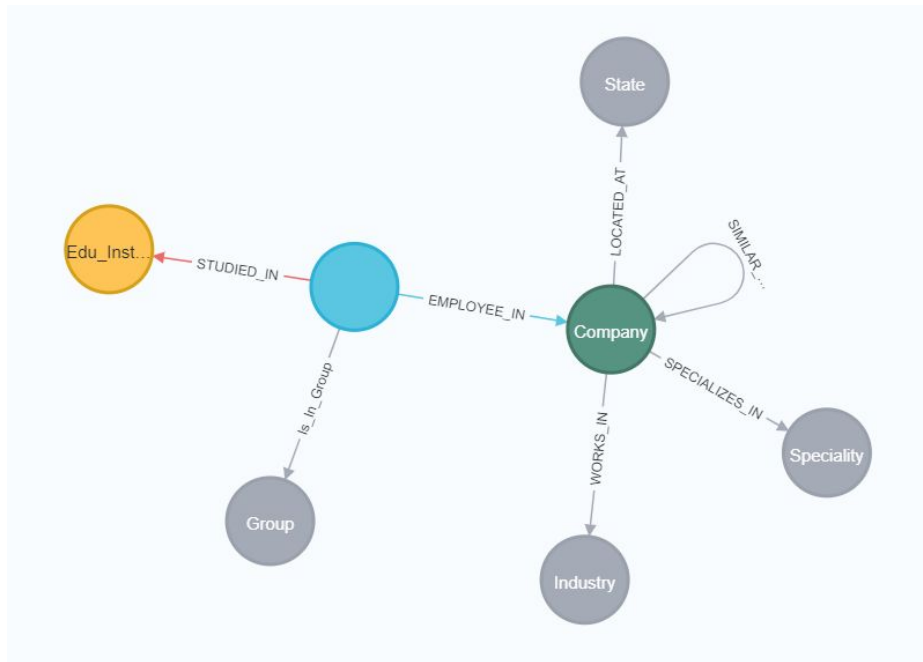 State
LOCATED_AT
SIMILAR_...
Edu_Inst...
STUDIED_IN
EMPLOYEE_IN
Company
SPECIALIZES_IN
Is_In_Group
WORKS_IN
Speciality
Group
Industry